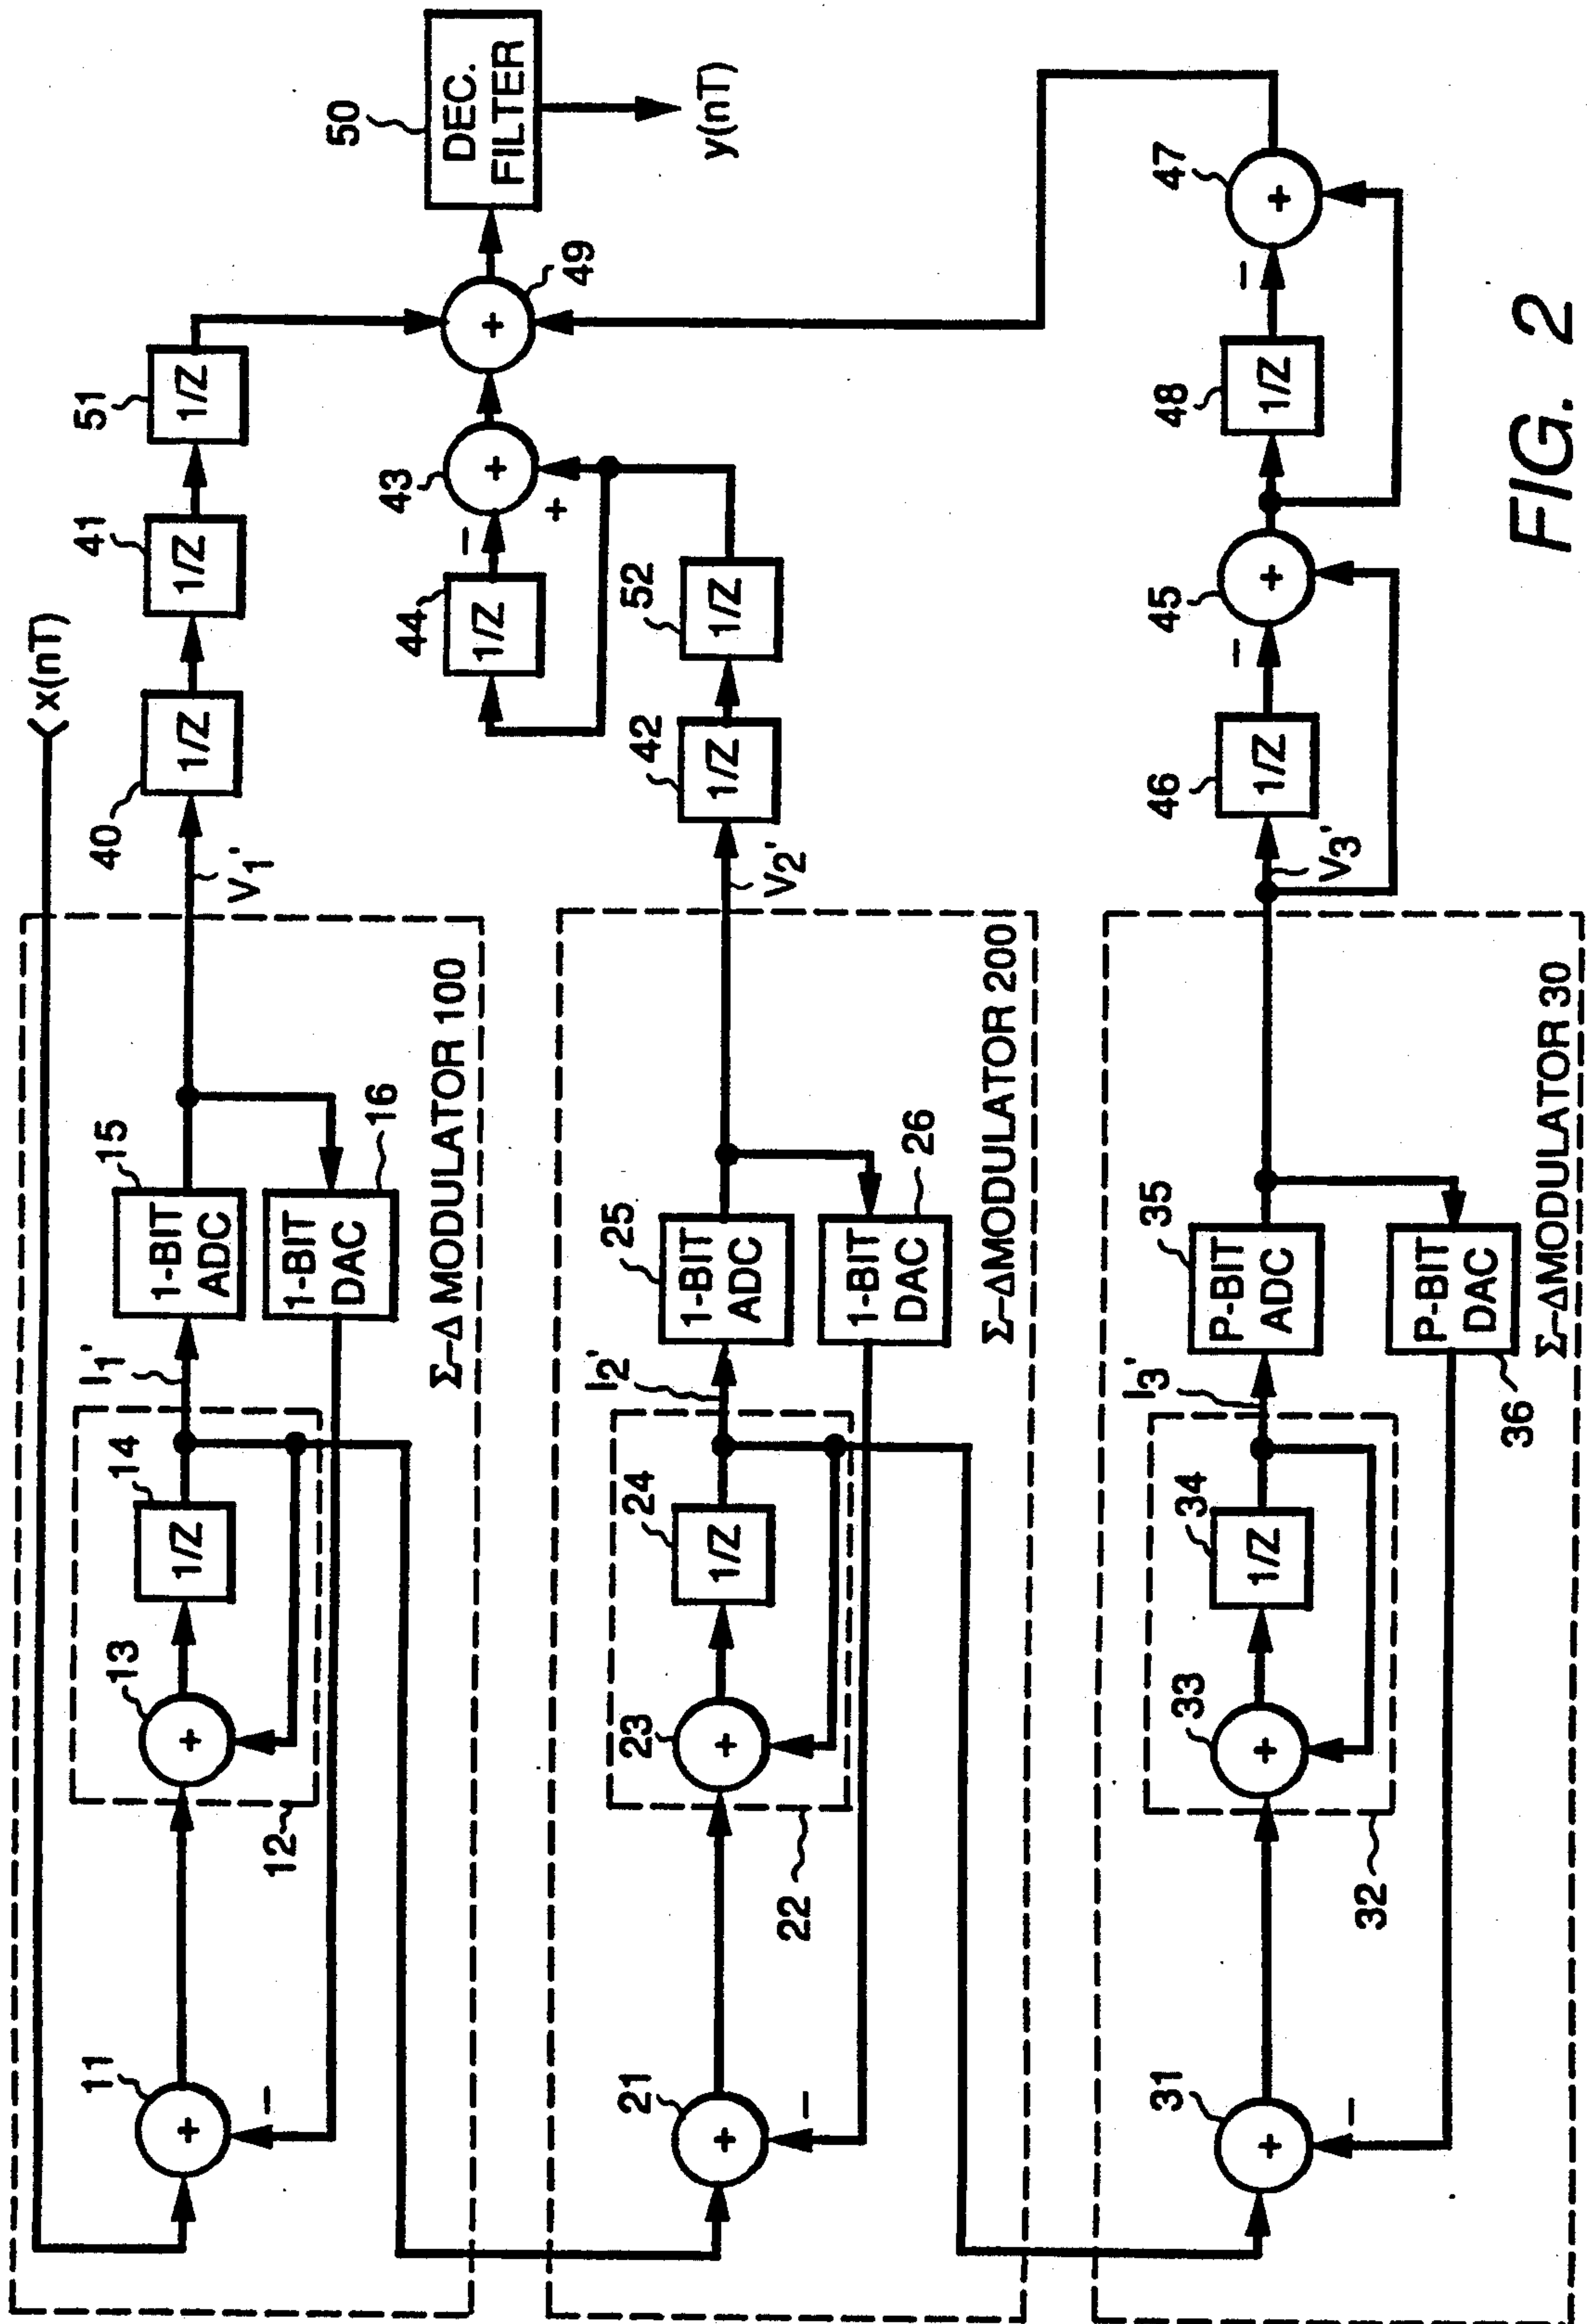 x(nT)
Σ–Δ MODULATOR 100
11
12
13
14
1/Z
+
+
–
I1'
15
1-BIT
ADC
1-BIT
DAC
16
V1'
40
1/Z
41
1/Z
51
1/Z
Σ–ΔMODULATOR 200
21
22
23
24
1/Z
+
+
–
I2'
25
1-BIT
ADC
1-BIT
DAC
26
V2'
42
1/Z
52
1/Z
44
1/Z
43
+
–
+
49
+
50
DEC.
FILTER
y(nT)
Σ–ΔMODULATOR 30
31
32
33
34
1/Z
+
+
–
I3'
35
P-BIT
ADC
P-BIT
DAC
36
V3'
46
1/Z
–
45
+
48
1/Z
–
47
+
FIG. 2